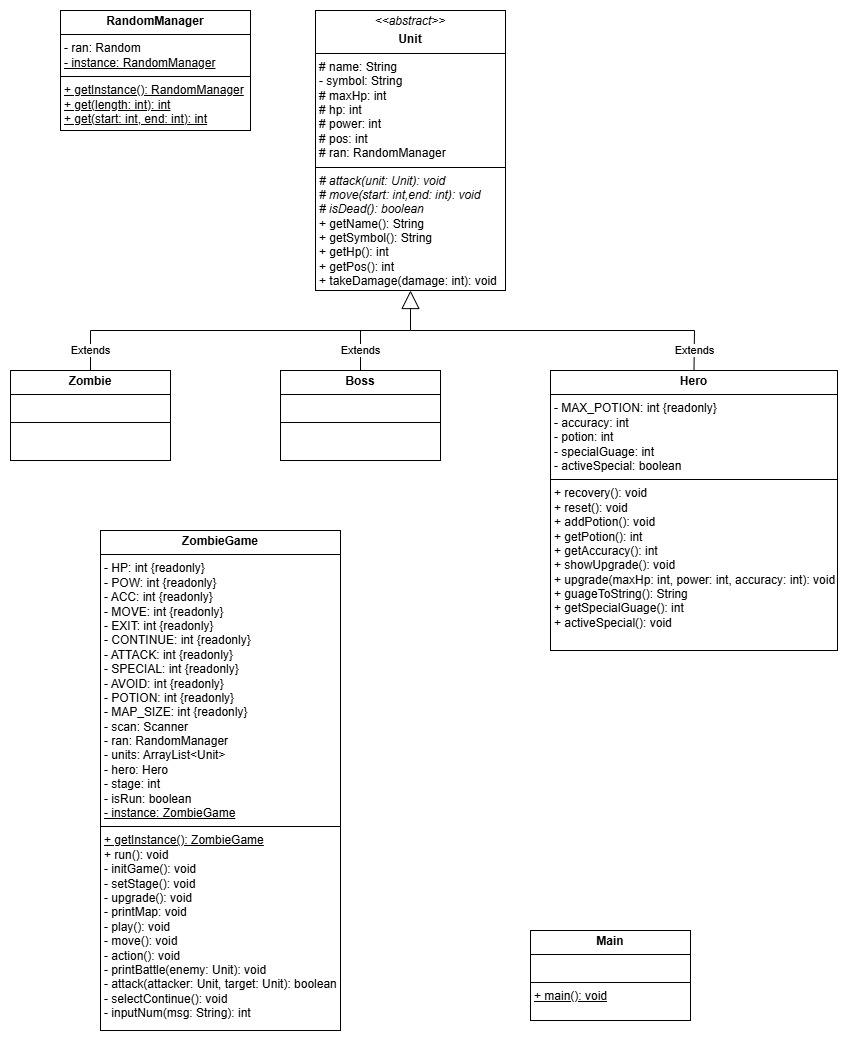 RandomManager
- ran: Random
- instance: RandomManager
+ getInstance(): RandomManager
+ get(length: int): int
+ get(start: int, end: int): int
<<abstract>>
Unit
# name: String
- symbol: String
# maxHp: int
# hp: int
# power: int
# pos: int
# ran: RandomManager
# attack(unit: Unit): void
# move(start: int,end: int): void
# isDead(): boolean
+ getName(): String
+ getSymbol(): String
+ getHp(): int
+ getPos(): int
+ takeDamage(damage: int): void
Extends
Extends
Extends
Zombie
Boss
Hero
- MAX_POTION: int {readonly}
- accuracy: int
- potion: int
- specialGuage: int
- activeSpecial: boolean
+ recovery(): void
+ reset(): void
+ addPotion(): void
+ getPotion(): int
+ getAccuracy(): int
+ showUpgrade(): void
+ upgrade(maxHp: int, power: int, accuracy: int): void
+ guageToString(): String
+ getSpecialGuage(): int
+ activeSpecial(): void
ZombieGame
- HP: int {readonly}
- POW: int {readonly}
- ACC: int {readonly}
- MOVE: int {readonly}
- EXIT: int {readonly}
- CONTINUE: int {readonly}
- ATTACK: int {readonly}
- SPECIAL: int {readonly}
- AVOID: int {readonly}
- POTION: int {readonly}
- MAP_SIZE: int {readonly}
- scan: Scanner
- ran: RandomManager
- units: ArrayList<Unit>
- hero: Hero
- stage: int
- isRun: boolean
- instance: ZombieGame
+ getInstance(): ZombieGame
+ run(): void
- initGame(): void
- setStage(): void
- upgrade(): void
- printMap: void
- play(): void
- move(): void
- action(): void
- printBattle(enemy: Unit): void
- attack(attacker: Unit, target: Unit): boolean
- selectContinue(): void
- inputNum(msg: String): int
Main
+ main(): void